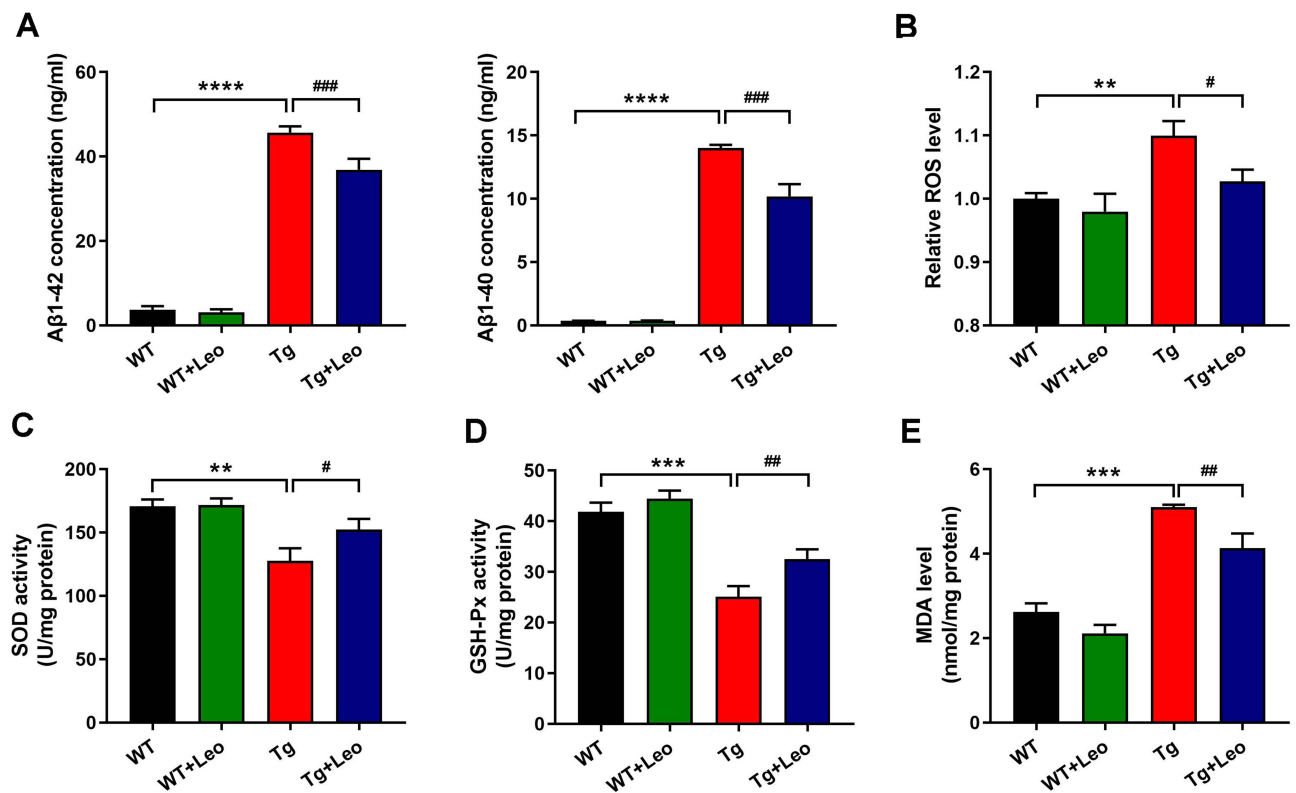 A
Aβ1-42 concentration (ng/ml)
60
40
20
0
****
###
WT
WT+Leo
Tg
Tg+Leo
Aβ1-40 concentration (ng/ml)
20
15
10
5
0
****
###
WT
WT+Leo
Tg
Tg+Leo
B
Relative ROS level
1.2
1.1
1.0
0.9
0.8
**
#
WT
WT+Leo
Tg
Tg+Leo
C
SOD activity
(U/mg protein)
200
150
100
50
0
**
#
WT
WT+Leo
Tg
Tg+Leo
D
GSH-Px activity
(U/mg protein)
50
40
30
20
10
0
***
##
WT
WT+Leo
Tg
Tg+Leo
E
MDA level
(nmol/mg protein)
6
4
2
0
***
##
WT
WT+Leo
Tg
Tg+Leo